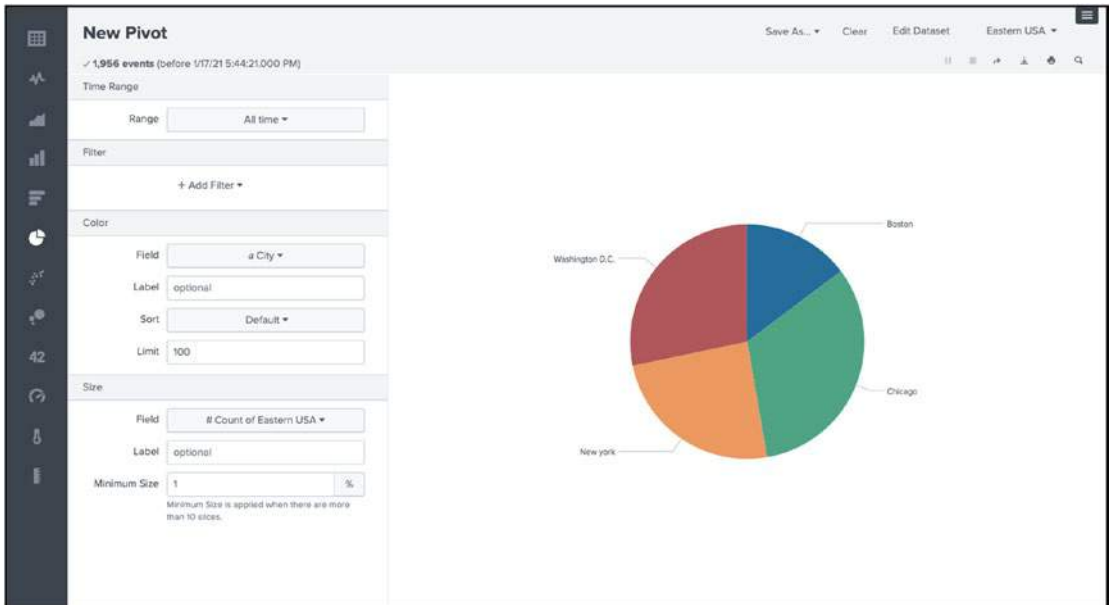 New Pivot
Save As...
Clear
Edit Dataset
Eastern USA
✓ 1,956 events (before 1/17/21 5:44:21.000 PM)
Time Range
Range All time
Filter
+ Add Filter
Color
Field a City
Label optional
Sort Default
Limit 100
Size
Field # Count of Eastern USA
Label optional
Minimum Size 1 %
Minimum Size is applied when there are more
than 10 slices.
42
Boston
Washington D.C.
Chicago
New york